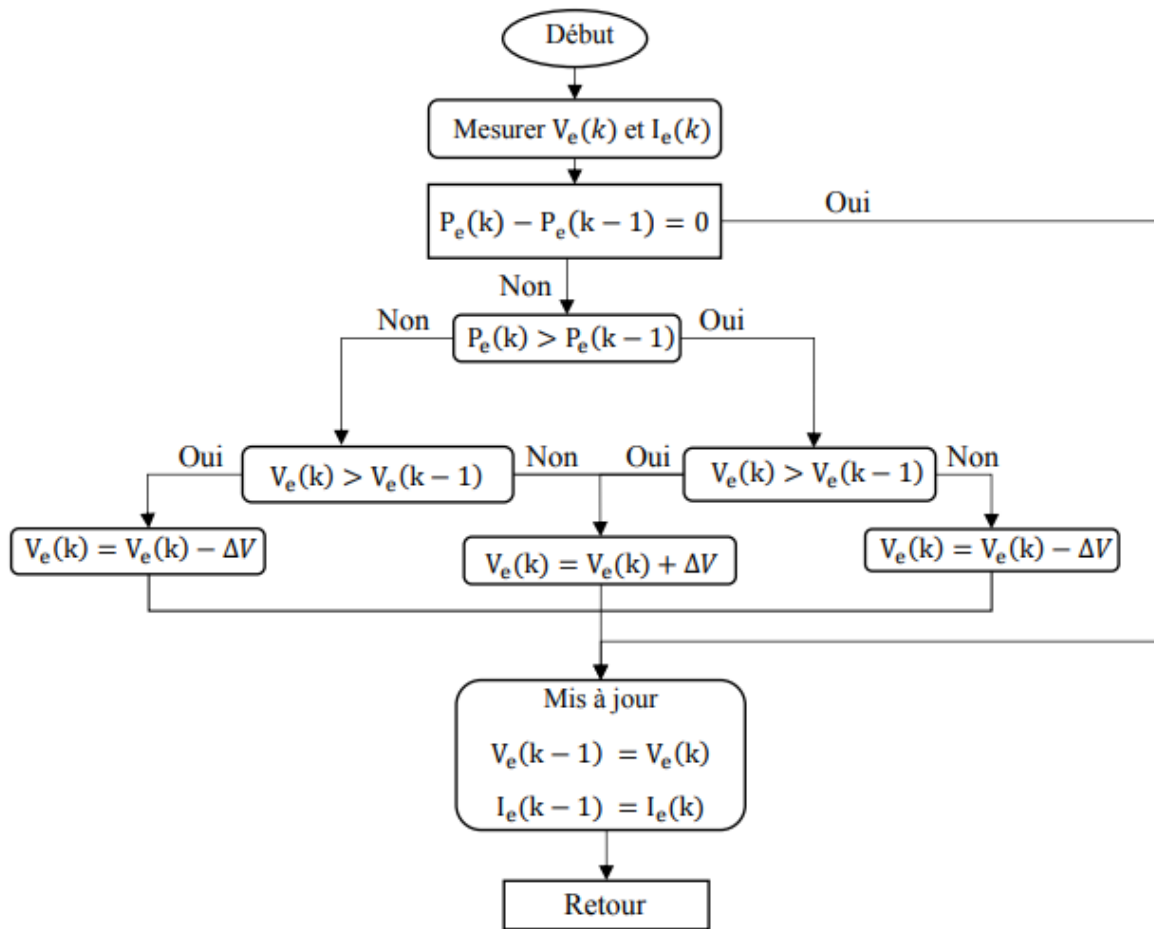 Début
Mesurer Vₑ(k) et Iₑ(k)
Pₑ(k) − Pₑ(k − 1) = 0
Oui
Non
Non
Pₑ(k) > Pₑ(k − 1)
Oui
Oui
Vₑ(k) > Vₑ(k − 1)
Non
Oui
Vₑ(k) > Vₑ(k − 1)
Non
Vₑ(k) = Vₑ(k) − ΔV
Vₑ(k) = Vₑ(k) + ΔV
Vₑ(k) = Vₑ(k) − ΔV
Mis à jour
Vₑ(k − 1) = Vₑ(k)
Iₑ(k − 1) = Iₑ(k)
Retour